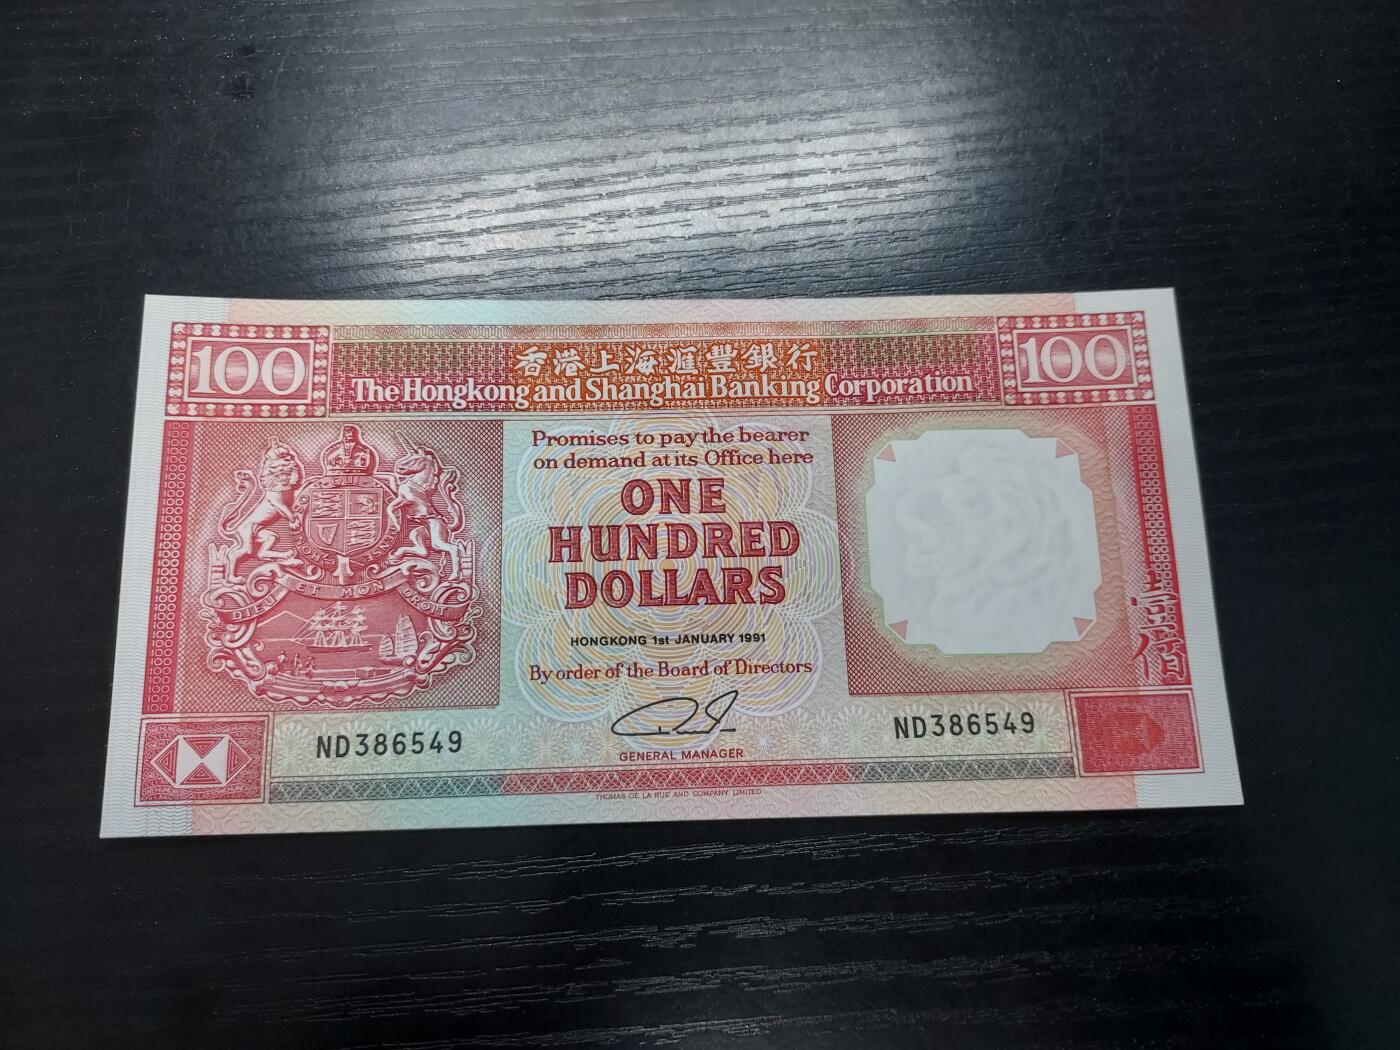 100
香港上海滙豐銀行
100
The Hongkong and Shanghai Banking Corporation
Promises to pay the bearer
on demand at its Office here
ONE
HUNDRED
DOLLARS
DIEU ET MON DROIT
HONGKONG 1st JANUARY 1991
By order of the Board of Directors
ND386549
ND386549
GENERAL MANAGER
THOMAS DE LA RUE AND COMPANY LIMITED